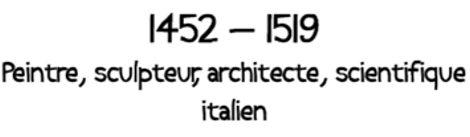 1452 – 1519
Peintre, sculpteur, architecte, scientifique
italien